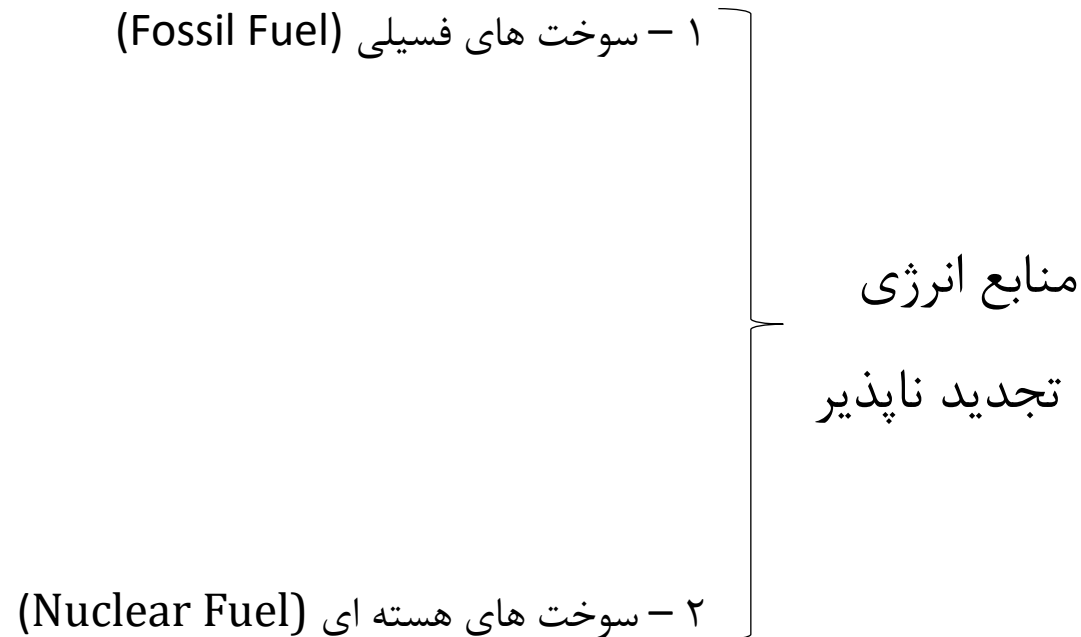 ۱ – سوخت های فسیلی (Fossil Fuel)
منابع انرژی
تجدید ناپذیر
۲ – سوخت های هسته ای (Nuclear Fuel)